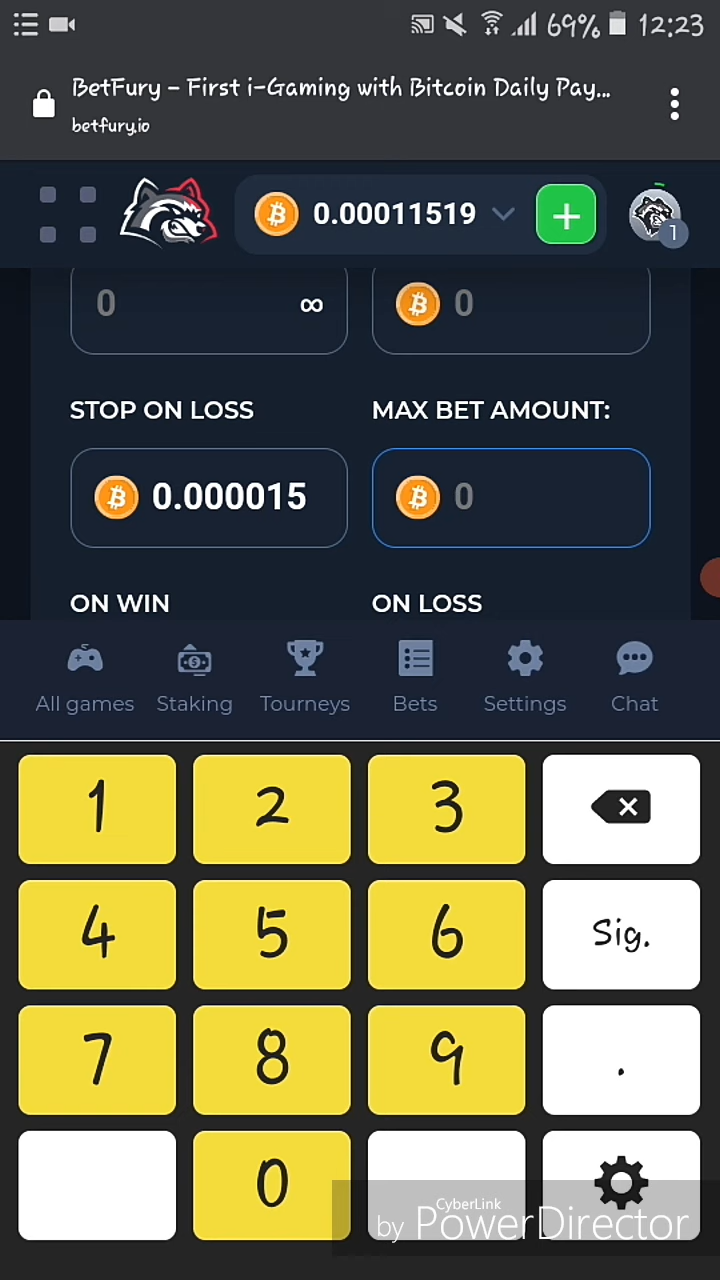 69% 12:23
BetFury – First i-Gaming with Bitcoin Daily Pay...
betfury.io
0.00011519 +
1
0 ∞ 0
STOP ON LOSS MAX BET AMOUNT:
0.000015 0
ON WIN ON LOSS
All games Staking Tourneys Bets Settings Chat
1 2 3
4 5 6 Sig.
7 8 9 .
0
CyberLink
by PowerDirector